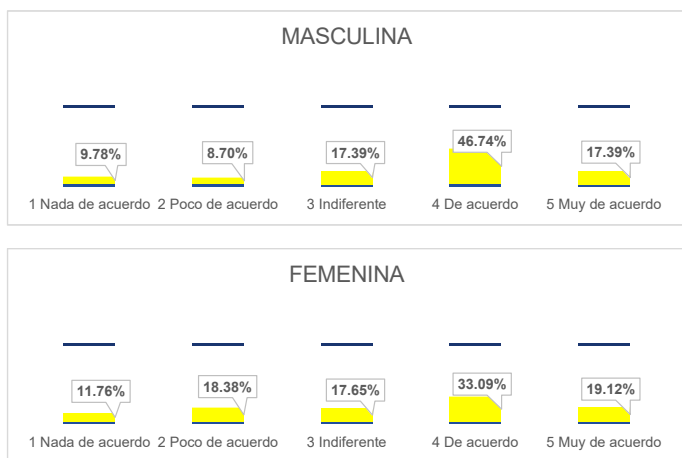 MASCULINA
9.78% 8.70% 17.39% 46.74% 17.39%
1 Nada de acuerdo 2 Poco de acuerdo 3 Indiferente 4 De acuerdo 5 Muy de acuerdo
FEMENINA
11.76% 18.38% 17.65% 33.09% 19.12%
1 Nada de acuerdo 2 Poco de acuerdo 3 Indiferente 4 De acuerdo 5 Muy de acuerdo